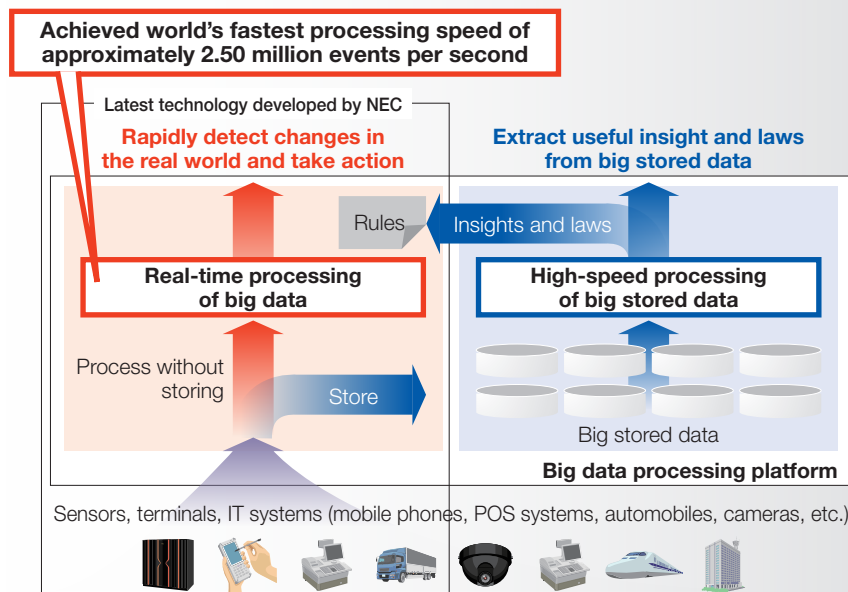 Achieved world's fastest processing speed of
approximately 2.50 million events per second
Latest technology developed by NEC
Rapidly detect changes in
the real world and take action
Extract useful insight and laws
from big stored data
Rules
Insights and laws
Real-time processing
of big data
High-speed processing
of big stored data
Process without
storing
Store
Big stored data
Big data processing platform
Sensors, terminals, IT systems (mobile phones, POS systems, automobiles, cameras, etc.)